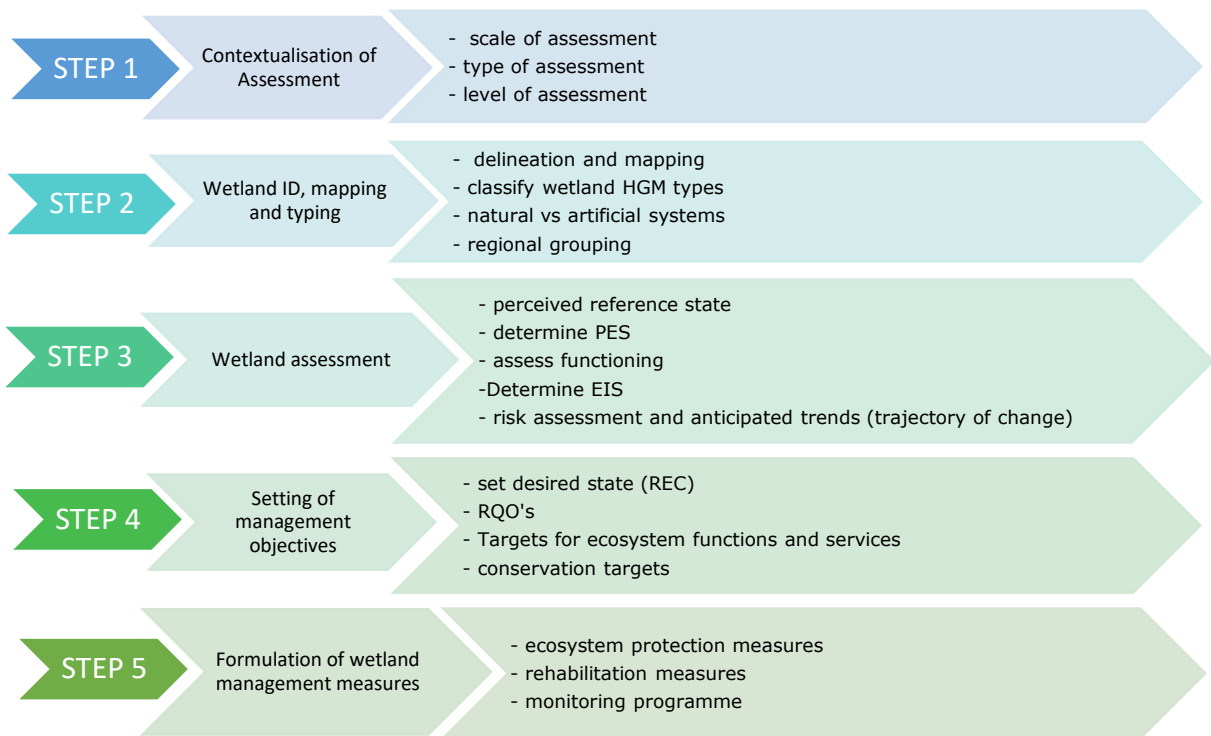 STEP 1
Contextualisation of
Assessment
- scale of assessment
- type of assessment
- level of assessment
STEP 2
Wetland ID, mapping
and typing
- delineation and mapping
- classify wetland HGM types
- natural vs artificial systems
- regional grouping
STEP 3
Wetland assessment
- perceived reference state
- determine PES
- assess functioning
-Determine EIS
- risk assessment and anticipated trends (trajectory of change)
STEP 4
Setting of
management
objectives
- set desired state (REC)
- RQO's
- Targets for ecosystem functions and services
- conservation targets
STEP 5
Formulation of wetland
management measures
- ecosystem protection measures
- rehabilitation measures
- monitoring programme